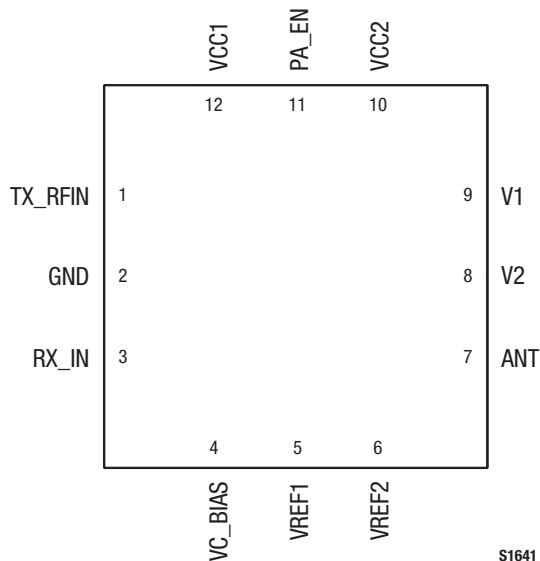 VCC1 PA_EN VCC2
12 11 10
TX_RFIN 1 9 V1
GND 2 8 V2
RX_IN 3 7 ANT
4 5 6
VC_BIAS VREF1 VREF2
S1641